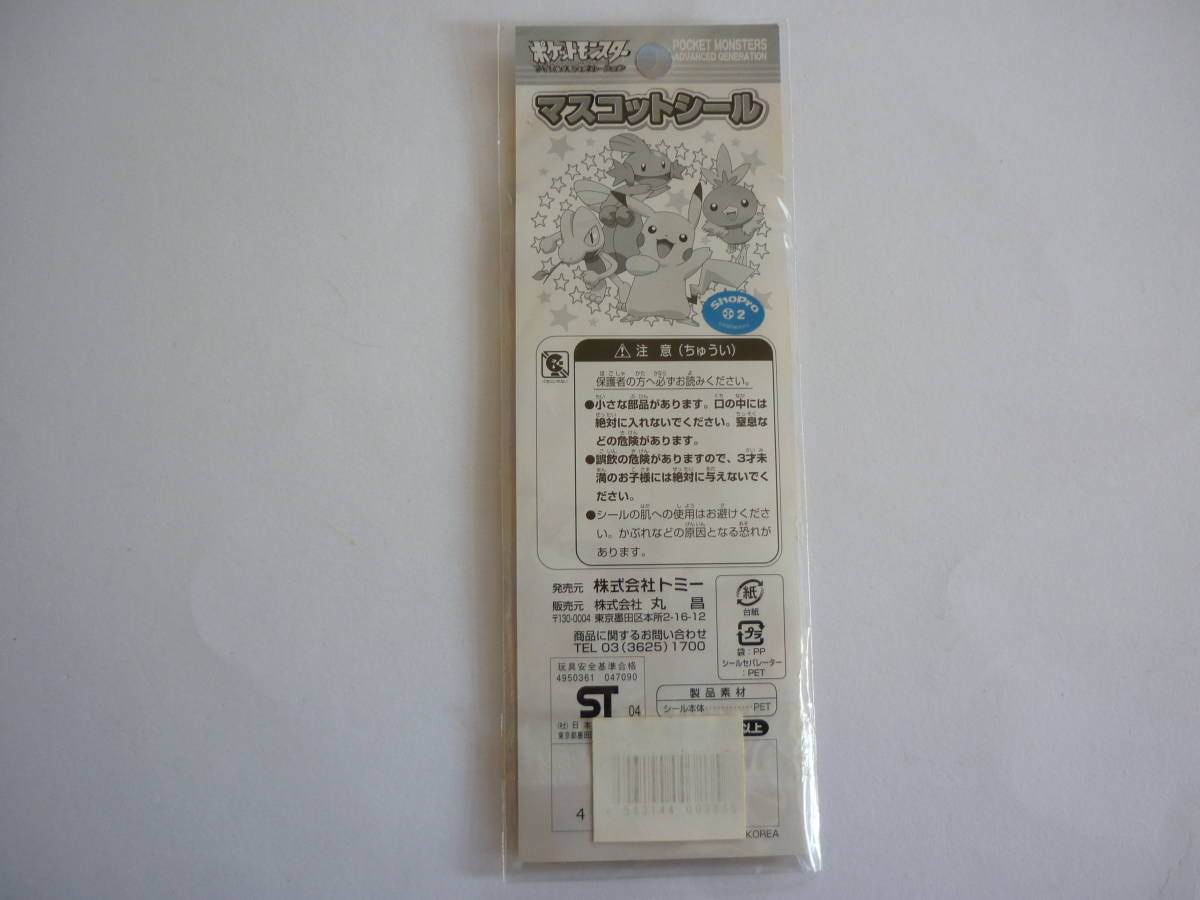 ポケットモンスター
POCKET MONSTERS
ADVANCED GENERATION
マスコットシール
ShoPro
2
注 意 (ちゅうい)
保護者の方へ必ずお読みください。
●小さな部品があります。口の中には
絶対に入れないでください。窒息な
どの危険があります。
●誤飲の危険がありますので、3才未
満のお子様には絶対に与えないでく
ださい。
●シールの肌への使用はお避けくださ
い。かぶれなどの原因となる恐れが
あります。
発売元 株式会社トミー
販売元 株式会社 丸 昌
〒130-0004 東京墨田区本所2-16-12
商品に関するお問い合わせ
TEL 03(3625)1700
紙
台紙
プラ
袋:PP
シールセパレーター
:PET
玩具安全基準合格
4950361 047090
ST
04
(社)日本
東京都墨田
製品素材
シール本体············PET
以上
4
KOREA